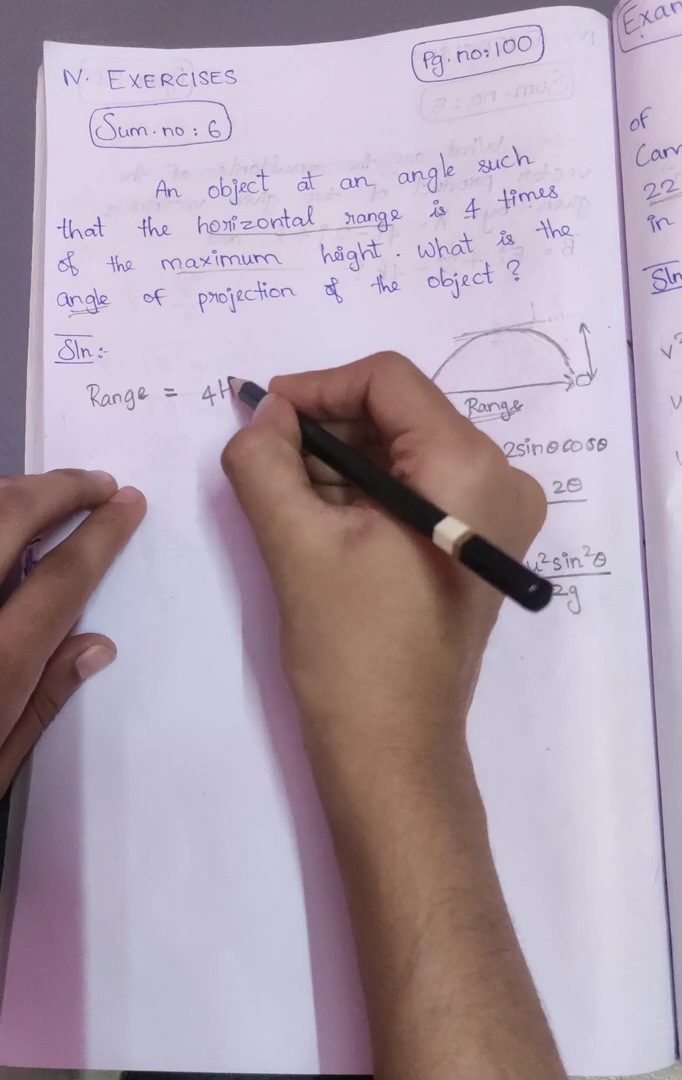 IV. EXERCISES
Pg. no: 100
Sum. no : 6
An object at an angle such
that the horizontal range is 4 times
of the maximum height. What is the
angle of projection of the object ?
Sln:-
Range = 4H
Range
2sinθcosθ
2θ
u²sin²θ
2g
of
22
in
Sln